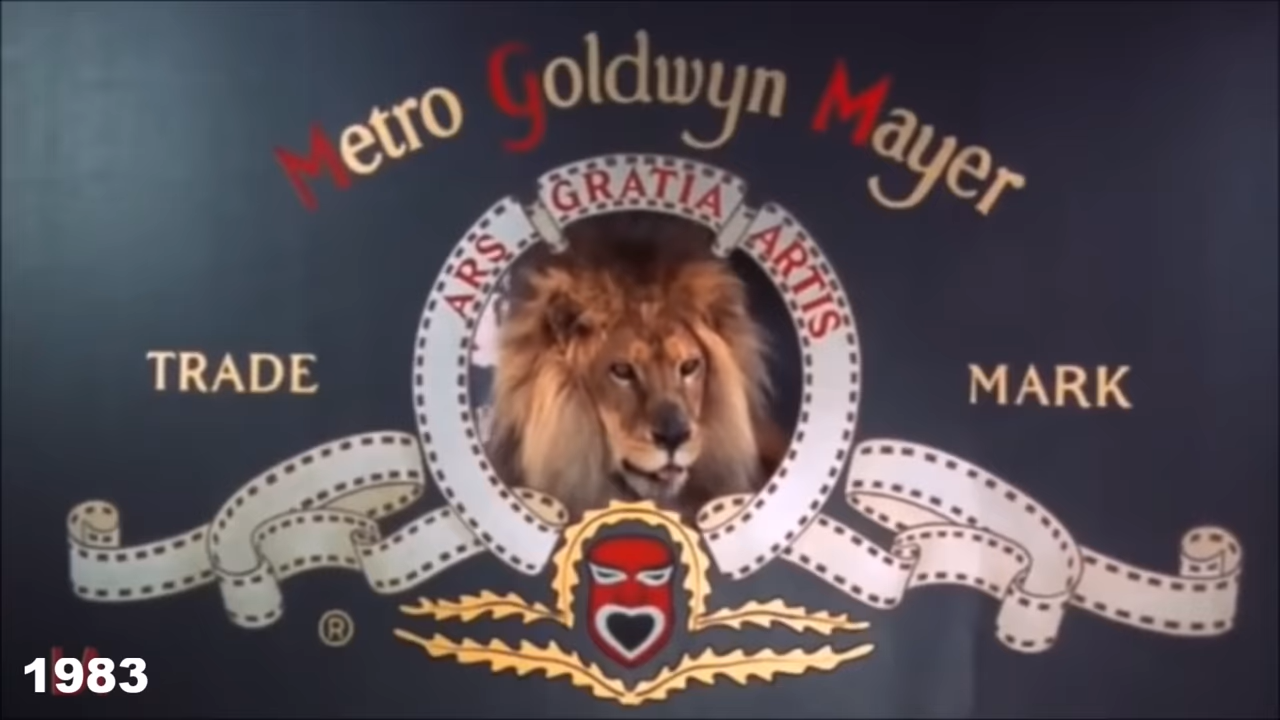 Metro Goldwyn Mayer
ARS GRATIA ARTIS
TRADE MARK
®
1983